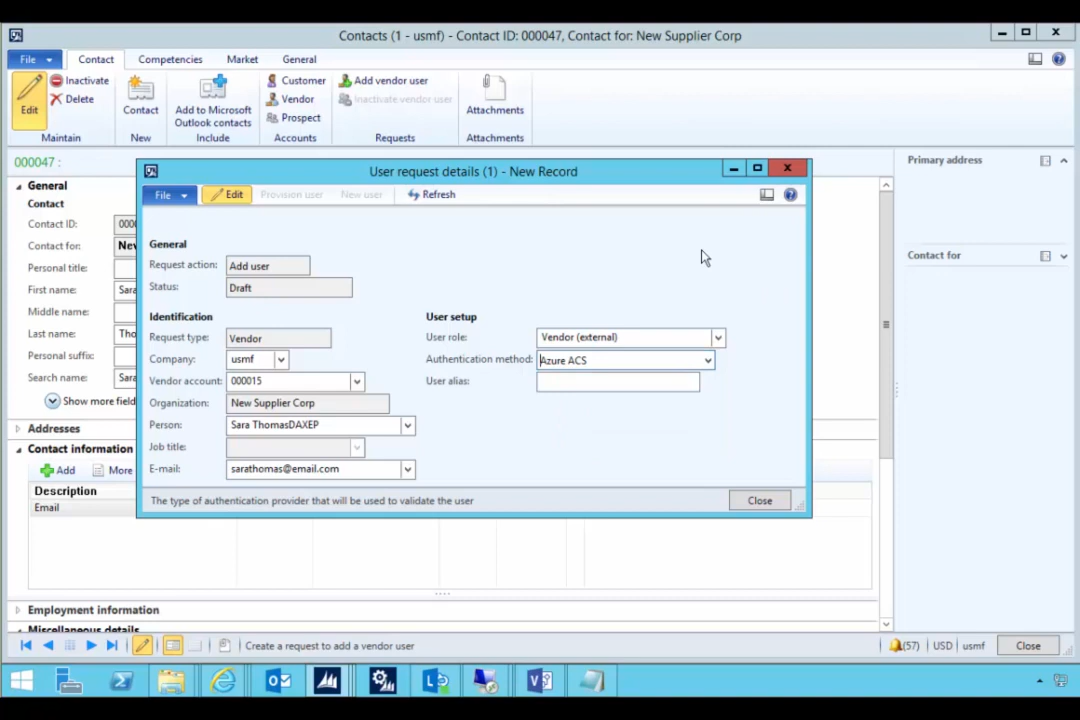 Contacts (1 - usmf) - Contact ID: 000047, Contact for: New Supplier Corp
File Contact Competencies Market General
Edit
Inactivate
Delete
Maintain
Contact
New
Add to Microsoft
Outlook contacts
Include
Customer
Vendor
Prospect
Accounts
Add vendor user
Inactivate vendor user
Requests
Attachments
Attachments
000047 :
General
Contact
Contact ID:
Contact for:
Personal title:
First name: Sara
Middle name:
Last name: Tho
Personal suffix:
Search name: Sara
Show more field
Addresses
Contact information
Add More
Description
Email
Employment information
Miscellaneous details
Primary address
Contact for
User request details (1) - New Record
File Edit Provision user New user Refresh
General
Request action: Add user
Status: Draft
Identification
Request type: Vendor
Company: usmf
Vendor account: 000015
Organization: New Supplier Corp
Person: Sara ThomasDAXEP
Job title:
E-mail: sarathomas@email.com
User setup
User role: Vendor (external)
Authentication method: Azure ACS
User alias:
The type of authentication provider that will be used to validate the user
Close
Create a request to add a vendor user
(57) USD usmf Close